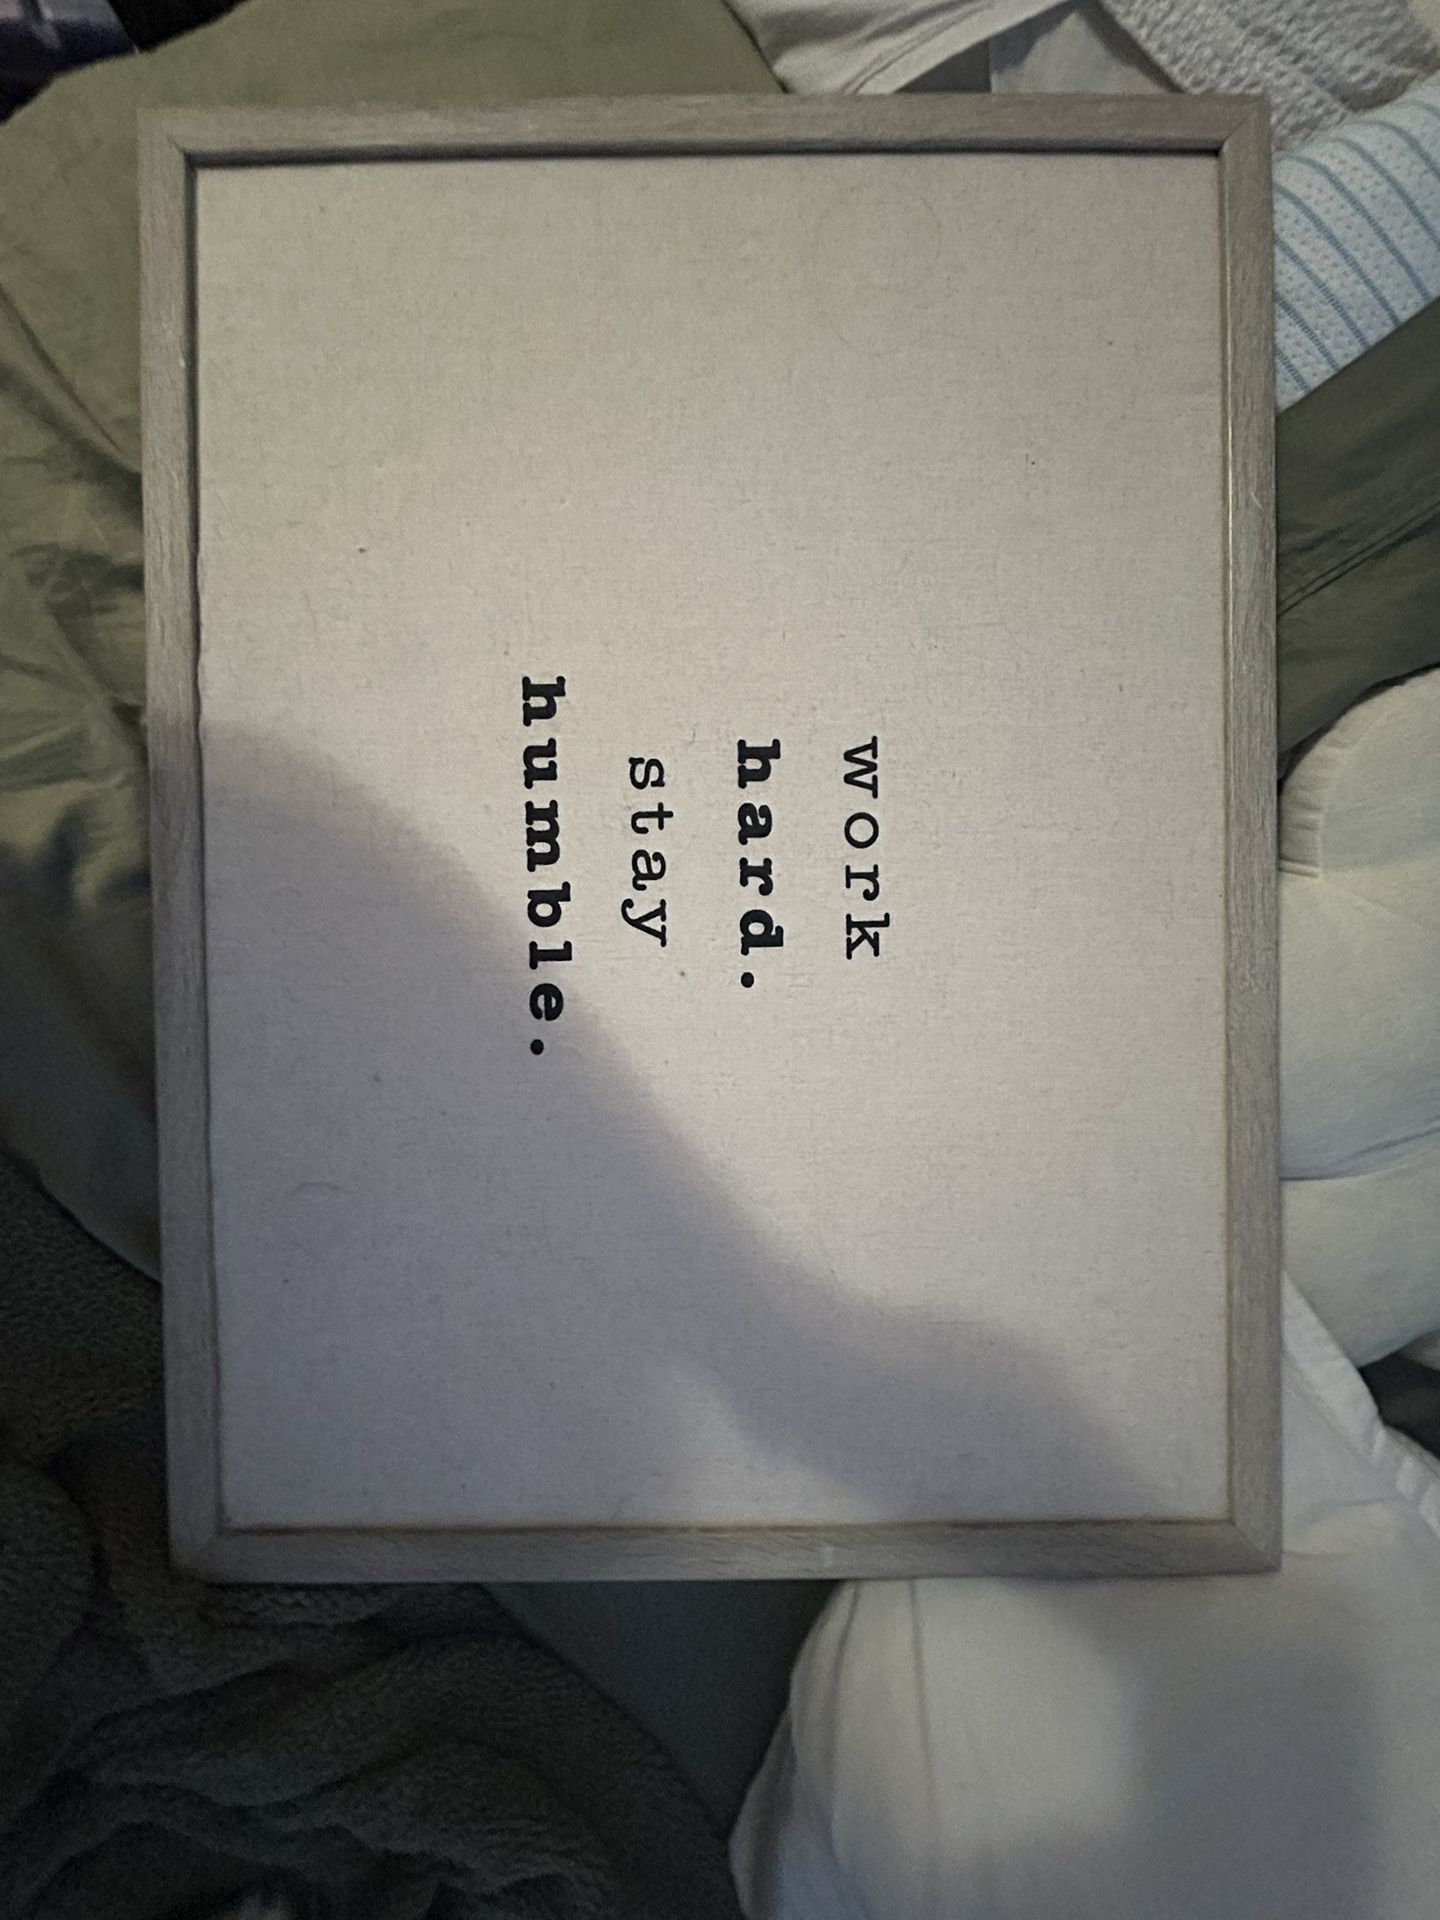 work
hard.
stay
humble.